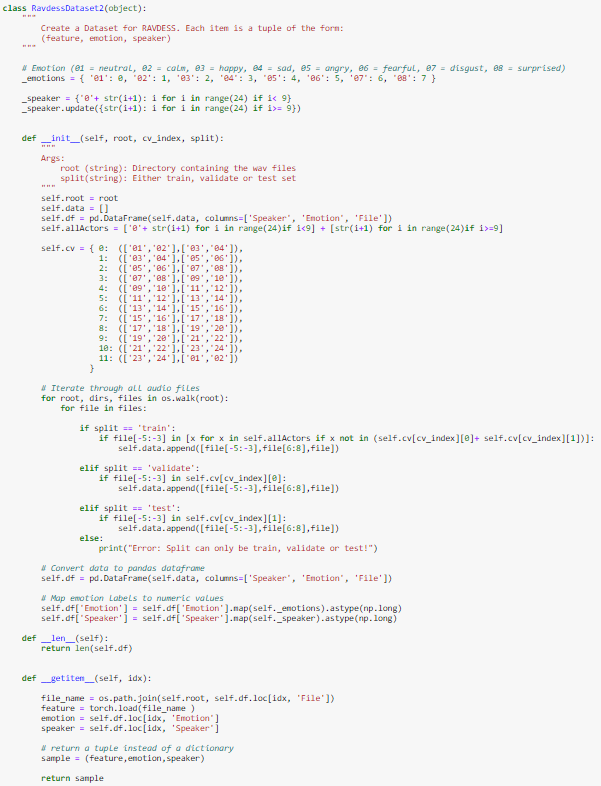 class RavdessDataset2(object):
    """
        Create a Dataset for RAVDESS. Each item is a tuple of the form:
        (feature, emotion, speaker)
    """

    # Emotion (01 = neutral, 02 = calm, 03 = happy, 04 = sad, 05 = angry, 06 = fearful, 07 = disgust, 08 = surprised)
    _emotions = { '01': 0, '02': 1, '03': 2, '04': 3, '05': 4, '06': 5, '07': 6, '08': 7 }

    _speaker = {'0'+ str(i+1): i for i in range(24) if i< 9}
    _speaker.update({str(i+1): i for i in range(24) if i>= 9})


    def __init__(self, root, cv_index, split):
        """
        Args:
            root (string): Directory containing the wav files
            split(string): Either train, validate or test set
        """
        self.root = root
        self.data = []
        self.df = pd.DataFrame(self.data, columns=['Speaker', 'Emotion', 'File'])
        self.allActors = ['0'+ str(i+1) for i in range(24)if i<9] + [str(i+1) for i in range(24)if i>=9]

        self.cv = { 0:  (['01','02'],['03','04']),
                    1:  (['03','04'],['05','06']),
                    2:  (['05','06'],['07','08']),
                    3:  (['07','08'],['09','10']),
                    4:  (['09','10'],['11','12']),
                    5:  (['11','12'],['13','14']),
                    6:  (['13','14'],['15','16']),
                    7:  (['15','16'],['17','18']),
                    8:  (['17','18'],['19','20']),
                    9:  (['19','20'],['21','22']),
                    10: (['21','22'],['23','24']),
                    11: (['23','24'],['01','02'])
                  }

        # Iterate through all audio files
        for root, dirs, files in os.walk(root):
            for file in files:

                if split == 'train':
                    if file[-5:-3] in [x for x in self.allActors if x not in (self.cv[cv_index][0]+ self.cv[cv_index][1])]:
                        self.data.append([file[-5:-3],file[6:8],file])

                elif split == 'validate':
                    if file[-5:-3] in self.cv[cv_index][0]:
                        self.data.append([file[-5:-3],file[6:8],file])

                elif split == 'test':
                    if file[-5:-3] in self.cv[cv_index][1]:
                        self.data.append([file[-5:-3],file[6:8],file])
                else:
                    print("Error: Split can only be train, validate or test!")

        # Convert data to pandas dataframe
        self.df = pd.DataFrame(self.data, columns=['Speaker', 'Emotion', 'File'])

        # Map emotion labels to numeric values
        self.df['Emotion'] = self.df['Emotion'].map(self._emotions).astype(np.long)
        self.df['Speaker'] = self.df['Speaker'].map(self._speaker).astype(np.long)

    def __len__(self):
        return len(self.df)


    def __getitem__(self, idx):

        file_name = os.path.join(self.root, self.df.loc[idx, 'File'])
        feature = torch.load(file_name )
        emotion = self.df.loc[idx, 'Emotion']
        speaker = self.df.loc[idx, 'Speaker']

        # return a tuple instead of a dictionary
        sample = (feature,emotion,speaker)

        return sample